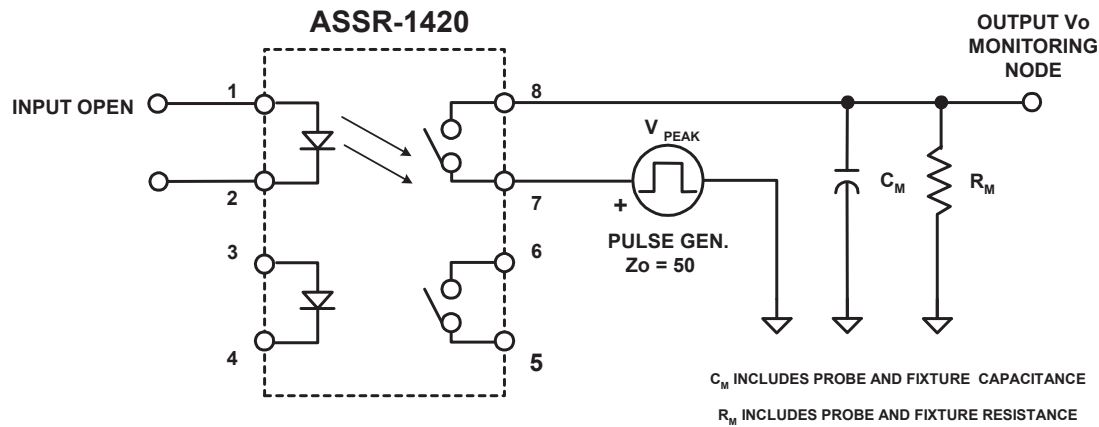 ASSR-1420
OUTPUT Vo
MONITORING
NODE
INPUT OPEN
1
8
V PEAK
2
7
+
C M
R M
PULSE GEN.
Zo = 50
3
6
4
5
C M INCLUDES PROBE AND FIXTURE CAPACITANCE
R M INCLUDES PROBE AND FIXTURE RESISTANCE